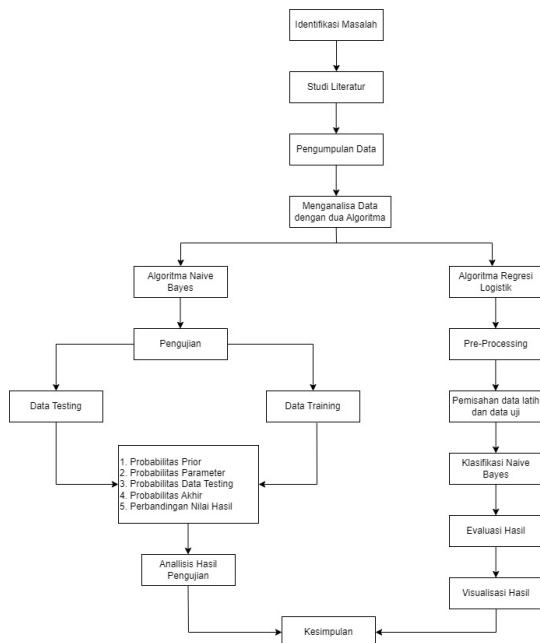 Identifikasi Masalah
Studi Literatur
Pengumpulan Data
Menganalisa Data
dengan dua Algoritma
Algoritma Naive
Bayes
Algoritma Regresi
Logistik
Pengujian
Pre-Processing
Data Testing
Data Training
Pemisahan data latih
dan data uji
1. Probabilitas Prior
2. Probabilitas Parameter
3. Probabilitas Data Testing
4. Probabilitas Akhir
5. Perbandingan Nilai Hasil
Klasifikasi Naive
Bayes
Evaluasi Hasil
Anallisis Hasil
Pengujian
Visualisasi Hasil
Kesimpulan